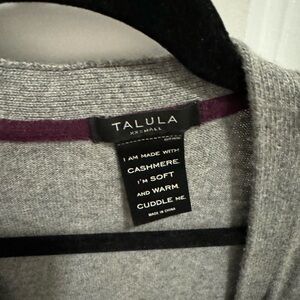 TALULA
XX-SMALL
I AM MADE WITH
CASHMERE.
I'M SOFT
AND WARM.
CUDDLE ME.
MADE IN CHINA